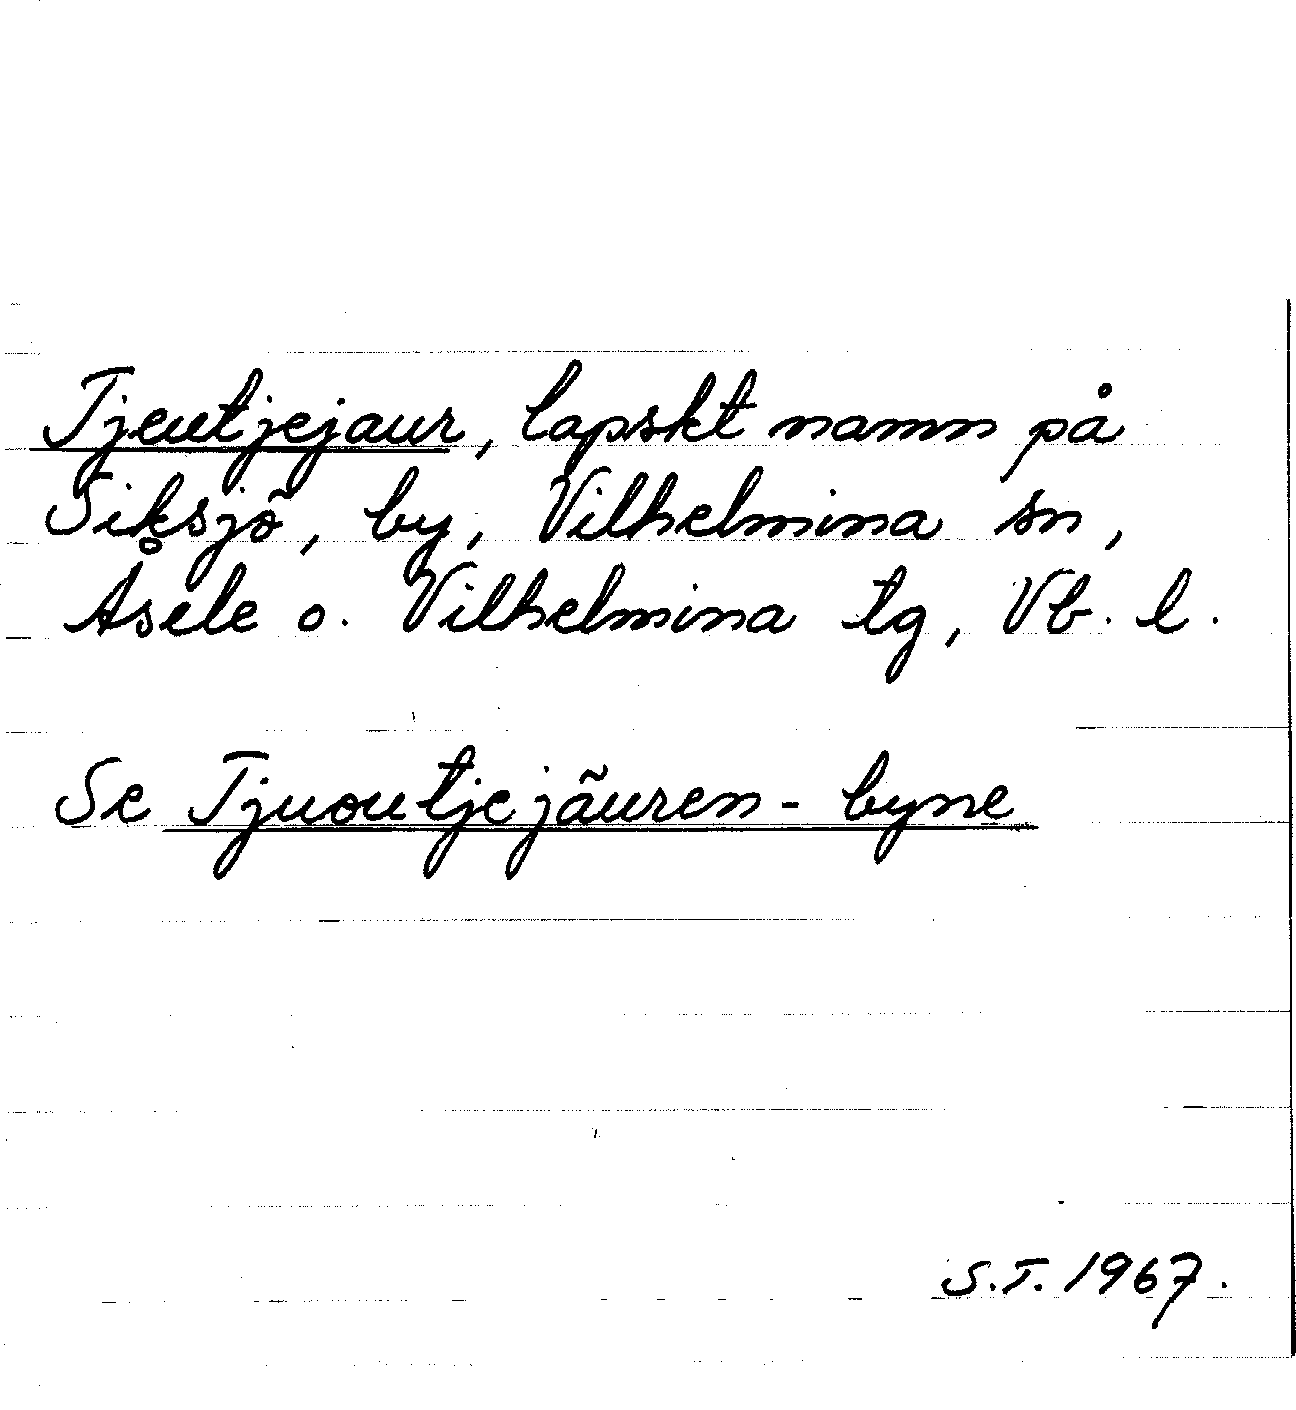 Tjeutjejaur, lapskt namn på
Siksjö, by, Vilhelmina sn,
Åsele o. Vilhelmina tg, Vb. l.
Se Tjuoutjejäuren - byne
S.T. 1967.